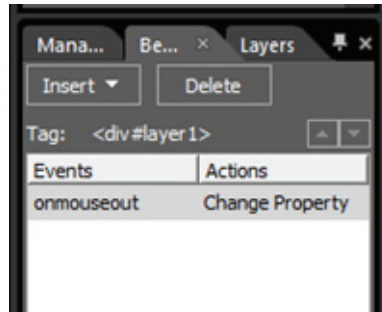 Mana... Be... × Layers ×
Insert Delete
Tag: <div#layer1>
Events Actions
onmouseout Change Property